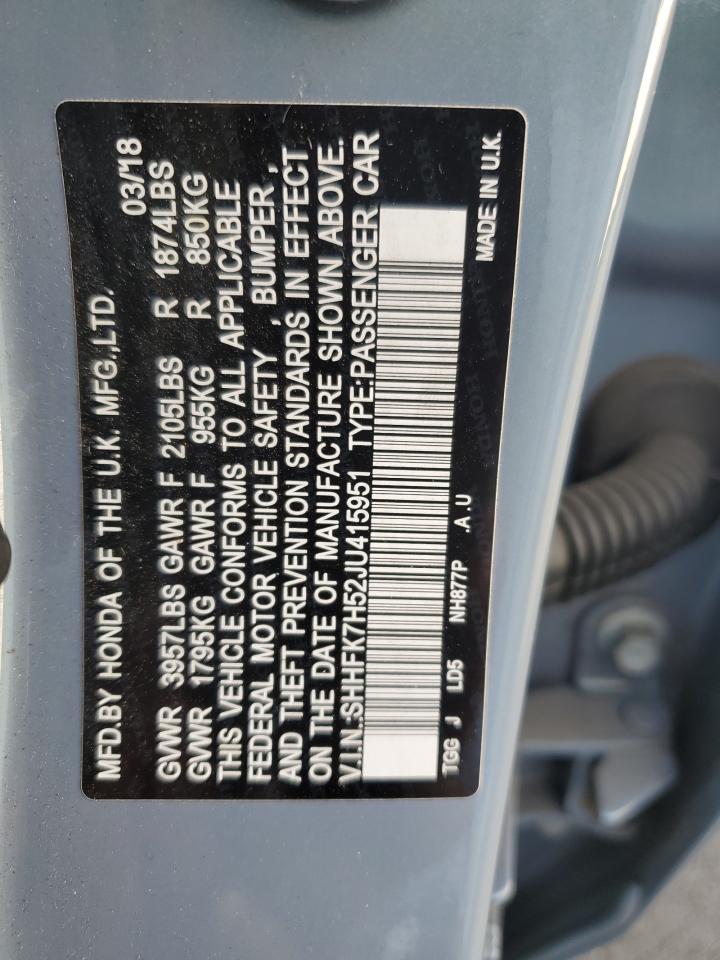 MFD.BY HONDA OF THE U.K. MFG.,LTD. 03/18
GVWR 3957LBS GAWR F 2105LBS R 1874LBS
GVWR 1795KG GAWR F 955KG R 850KG
THIS VEHICLE CONFORMS TO ALL APPLICABLE
FEDERAL MOTOR VEHICLE SAFETY , BUMPER ,
AND THEFT PREVENTION STANDARDS IN EFFECT
ON THE DATE OF MANUFACTURE SHOWN ABOVE.
V.I.N.:SHHFK7H52JU415951 TYPE:PASSENGER CAR
TGG J LD5 NH877P .A.U MADE IN U.K.